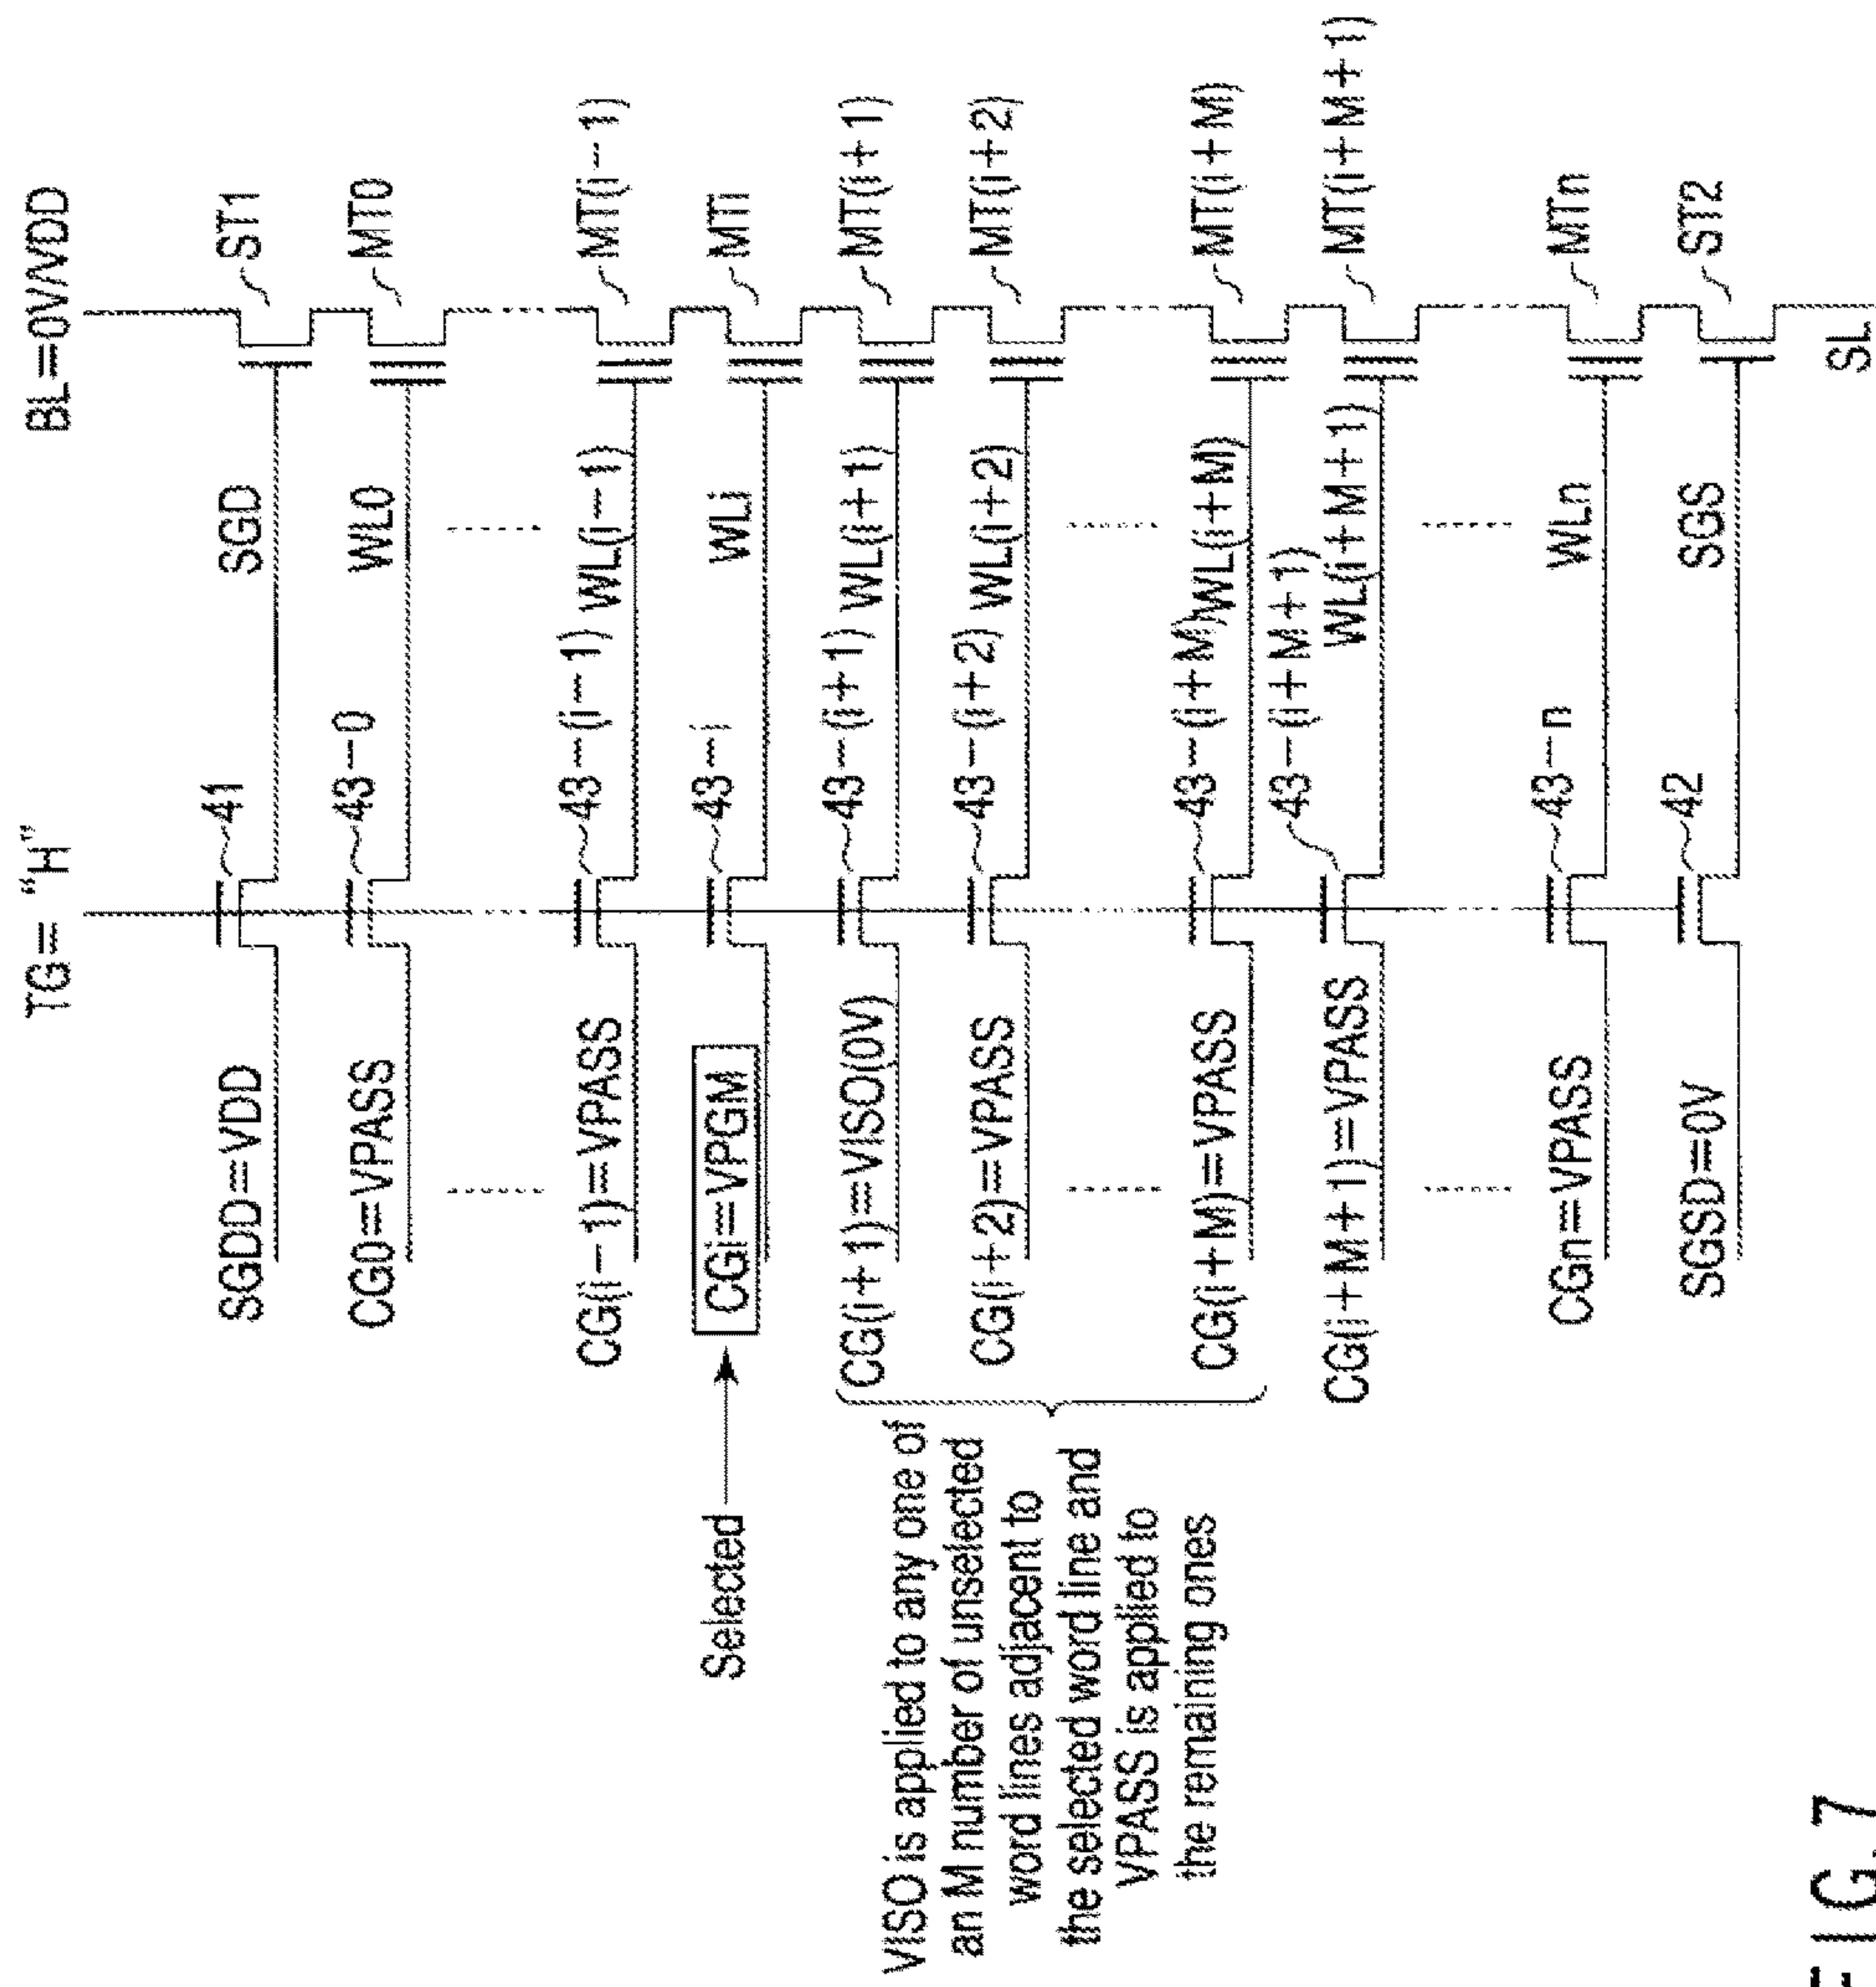 TG= “H”
BL=0V/VDD
SGDD=VDD
41
SGD
ST1
CG0=VPASS
43-0
WL0
MT0
CG(i-1)=VPASS
43-(i-1)
WL(i-1)
MT(i-1)
Selected
CGi=VPGM
43-i
WLi
MTi
CG(i+1)=VISO(0V)
43-(i+1)
WL(i+1)
MT(i+1)
CG(i+2)=VPASS
43-(i+2)
WL(i+2)
MT(i+2)
VISO is applied to any one of
an M number of unselected
word lines adjacent to
the selected word line and
VPASS is applied to
the remaining ones
CG(i+M)=VPASS
43-(i+M)
WL(i+M)
MT(i+M)
CG(i+M+1)=VPASS
43-(i+M+1)
WL(i+M+1)
MT(i+M+1)
CGn=VPASS
43-n
WLn
MTn
SGSD=0V
42
SGS
ST2
SL
FIG. 7